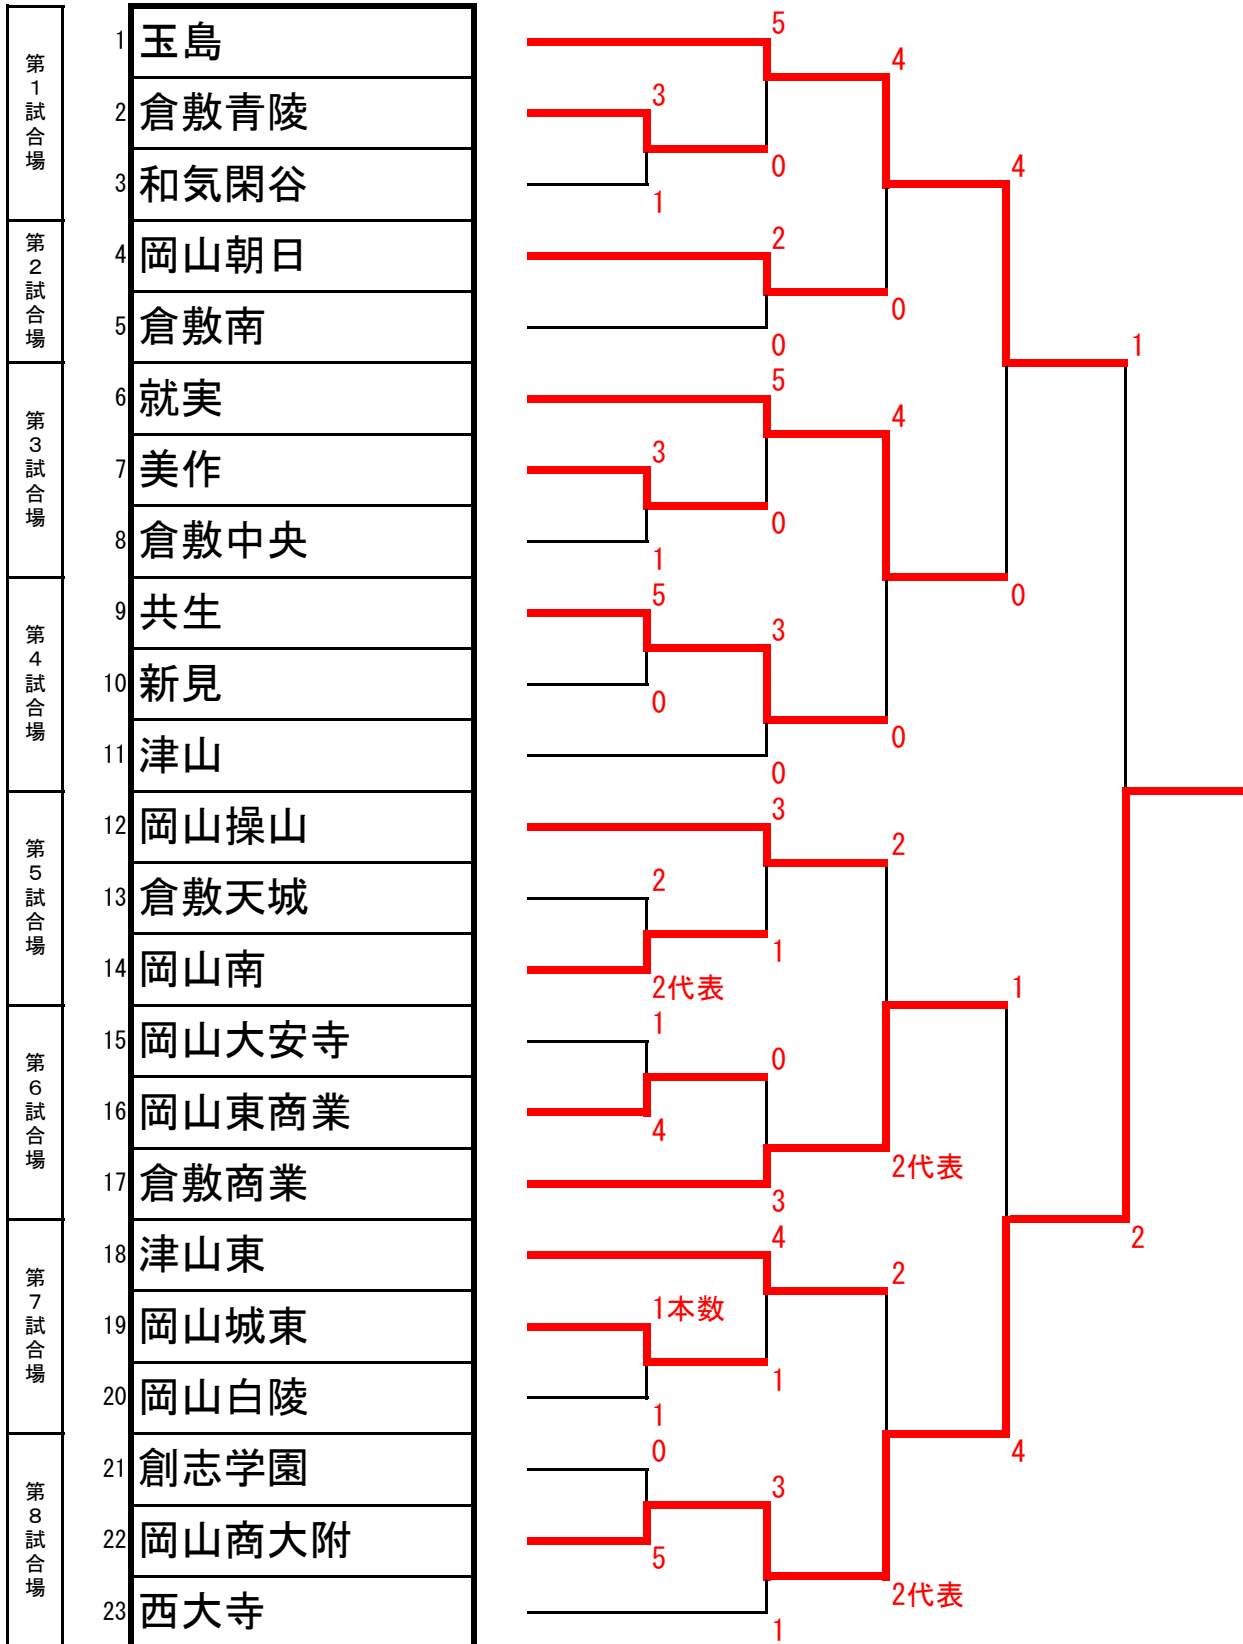 第1試合場
1 玉島
2 倉敷青陵
3 和気閑谷
第2試合場
4 岡山朝日
5 倉敷南
第3試合場
6 就実
7 美作
8 倉敷中央
第4試合場
9 共生
10 新見
11 津山
第5試合場
12 岡山操山
13 倉敷天城
14 岡山南
第6試合場
15 岡山大安寺
16 岡山東商業
17 倉敷商業
第7試合場
18 津山東
19 岡山城東
20 岡山白陵
第8試合場
21 創志学園
22 岡山商大附
23 西大寺
3
1
3
1
5
0
2
2代表
1
4
1本数
1
0
5
5
0
2
0
5
0
3
0
3
1
0
3
4
1
3
1
4
0
4
0
2
2代表
2
2代表
4
0
1
4
1
2